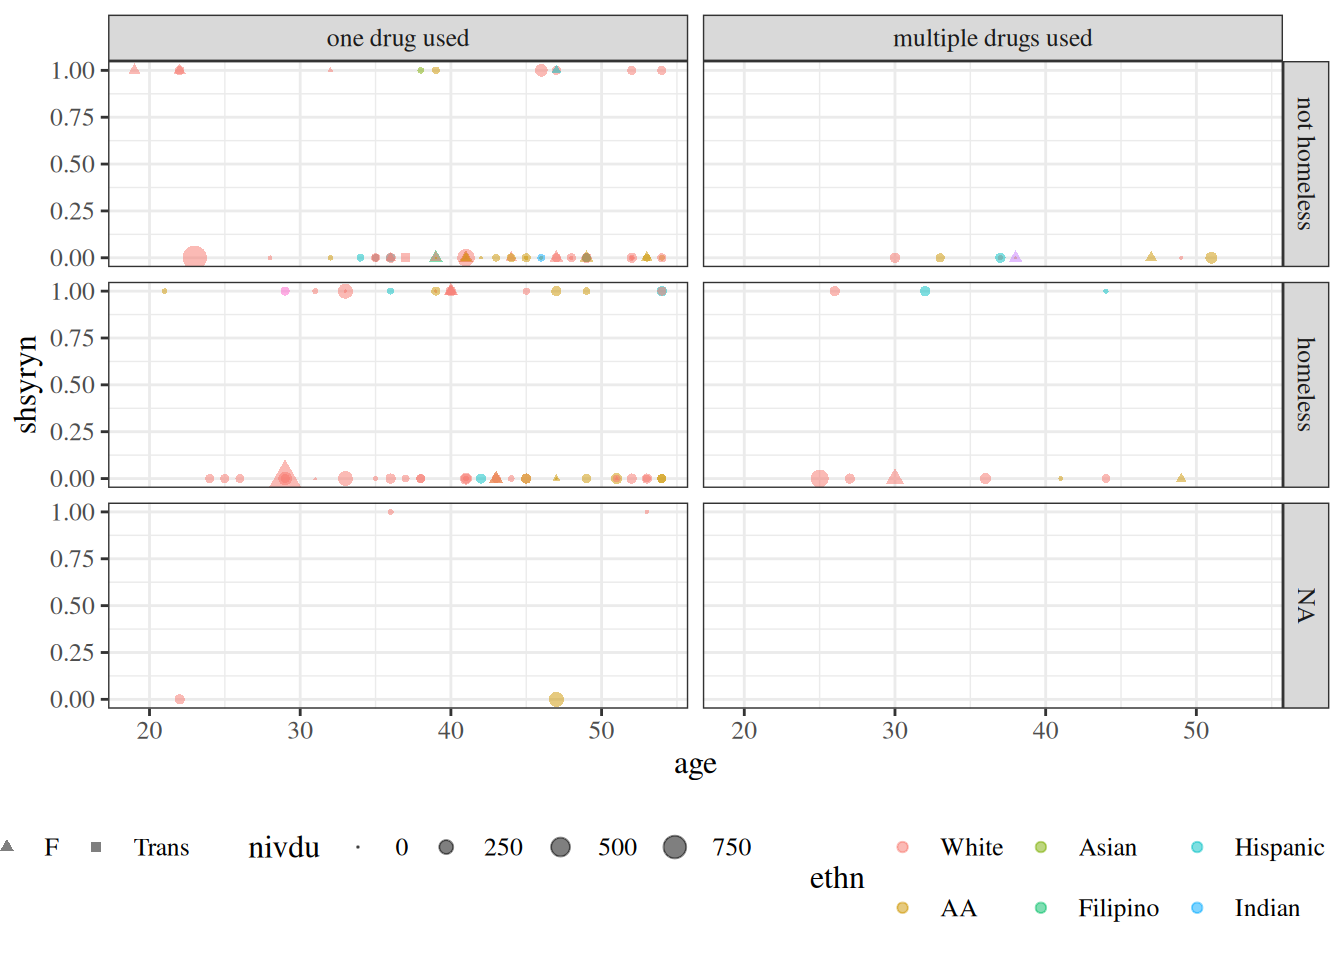 one drug used multiple drugs used
1.00
0.75
0.50
0.25
0.00
not homeless
1.00
0.75
0.50
0.25
0.00
homeless
1.00
0.75
0.50
0.25
0.00
NA
shsyryn
20 30 40 50 20 30 40 50
age
F Trans nivdu 0 250 500 750
ethn
White Asian Hispanic
AA Filipino Indian